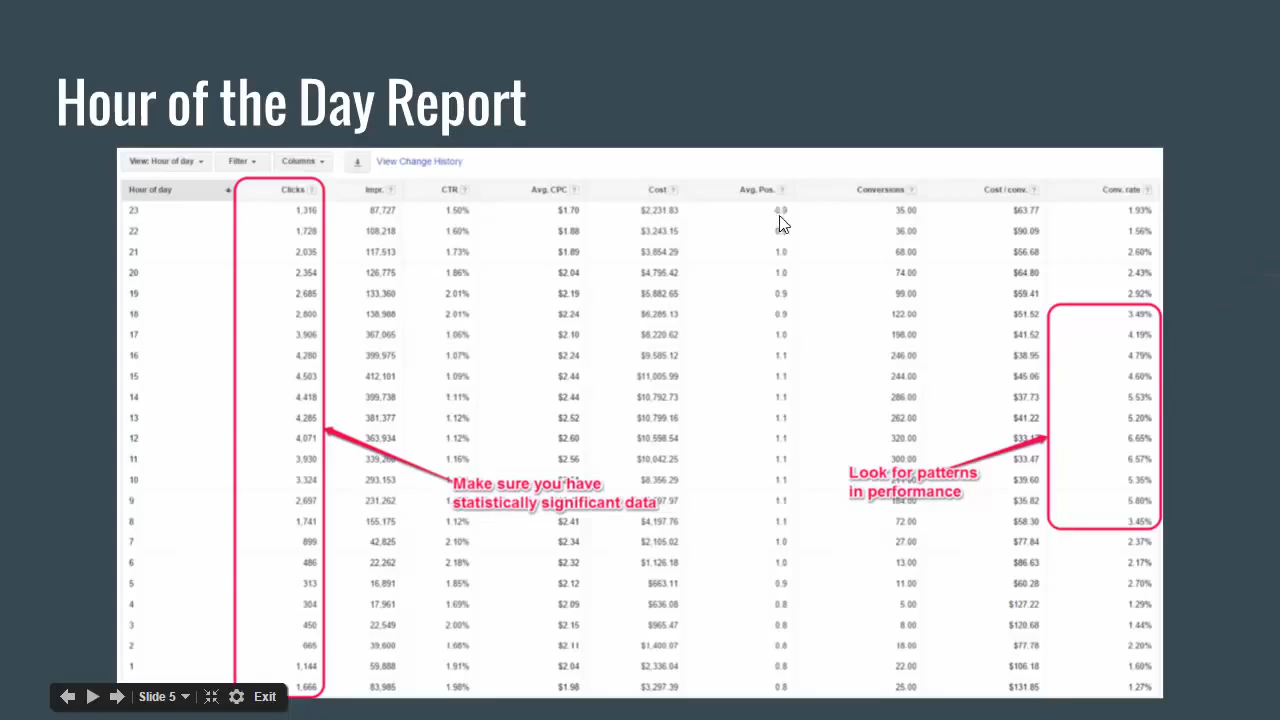 Hour of the Day Report
View: Hour of day Filter Columns View Change History
Hour of day Clicks ? Impr. ? CTR ? Avg. CPC ? Cost ? Avg. Pos. ? Conversions ? Cost / conv. ? Conv. rate ?
23 1,316 87,727 1.50% $1.70 $2,231.83 0.9 35.00 $63.77 1.93%
22 1,728 108,218 1.60% $1.88 $3,243.15 36.00 $90.09 1.56%
21 2,035 117,513 1.73% $1.89 $3,854.29 1.0 68.00 $56.68 2.60%
20 2,354 126,775 1.86% $2.04 $4,795.42 1.0 74.00 $64.80 2.43%
19 2,685 133,360 2.01% $2.19 $5,882.65 0.9 99.00 $59.41 2.92%
18 2,800 138,988 2.01% $2.24 $6,285.13 0.9 122.00 $51.52 3.49%
17 3,906 367,065 1.06% $2.10 $8,220.62 1.0 198.00 $41.52 4.19%
16 4,280 399,975 1.07% $2.24 $9,585.12 1.1 246.00 $38.95 4.79%
15 4,503 412,101 1.09% $2.44 $11,005.99 1.1 244.00 $45.06 4.60%
14 4,418 399,738 1.11% $2.44 $10,792.73 1.1 286.00 $37.73 5.53%
13 4,285 381,377 1.12% $2.52 $10,799.16 1.1 262.00 $41.22 5.20%
12 4,071 363,934 1.12% $2.60 $10,598.54 1.1 320.00 6.65%
11 3,930 1.16% $2.56 $10,042.25 1.1 300.00 $33.47 6.57%
Look for patterns
in performance
10 3,324 293,153 $8,356.29 1.1 $39.60 5.35%
Make sure you have
statistically significant data
9 2,697 231,262 1.1 $35.82 5.80%
8 1,741 155,175 1.12% $2.41 $4,197.76 1.1 72.00 $58.30 3.45%
7 899 42,825 2.10% $2.34 $2,105.02 1.0 27.00 $77.84 2.37%
6 486 22,262 2.18% $2.32 $1,126.18 1.0 13.00 $86.63 2.17%
5 313 16,891 1.85% $2.12 $663.11 0.9 11.00 $60.28 2.70%
4 304 17,961 1.69% $2.09 $636.08 0.8 5.00 $127.22 1.29%
3 450 22,549 2.00% $2.15 $965.47 0.8 8.00 $120.68 1.44%
2 665 39,600 1.68% $2.11 $1,400.07 0.8 18.00 $77.78 2.20%
1 1,144 59,888 1.91% $2.04 $2,336.04 0.8 22.00 $106.18 1.60%
1,666 83,985 1.98% $1.98 $3,297.39 0.8 25.00 $131.85 1.27%
Slide 5 Exit